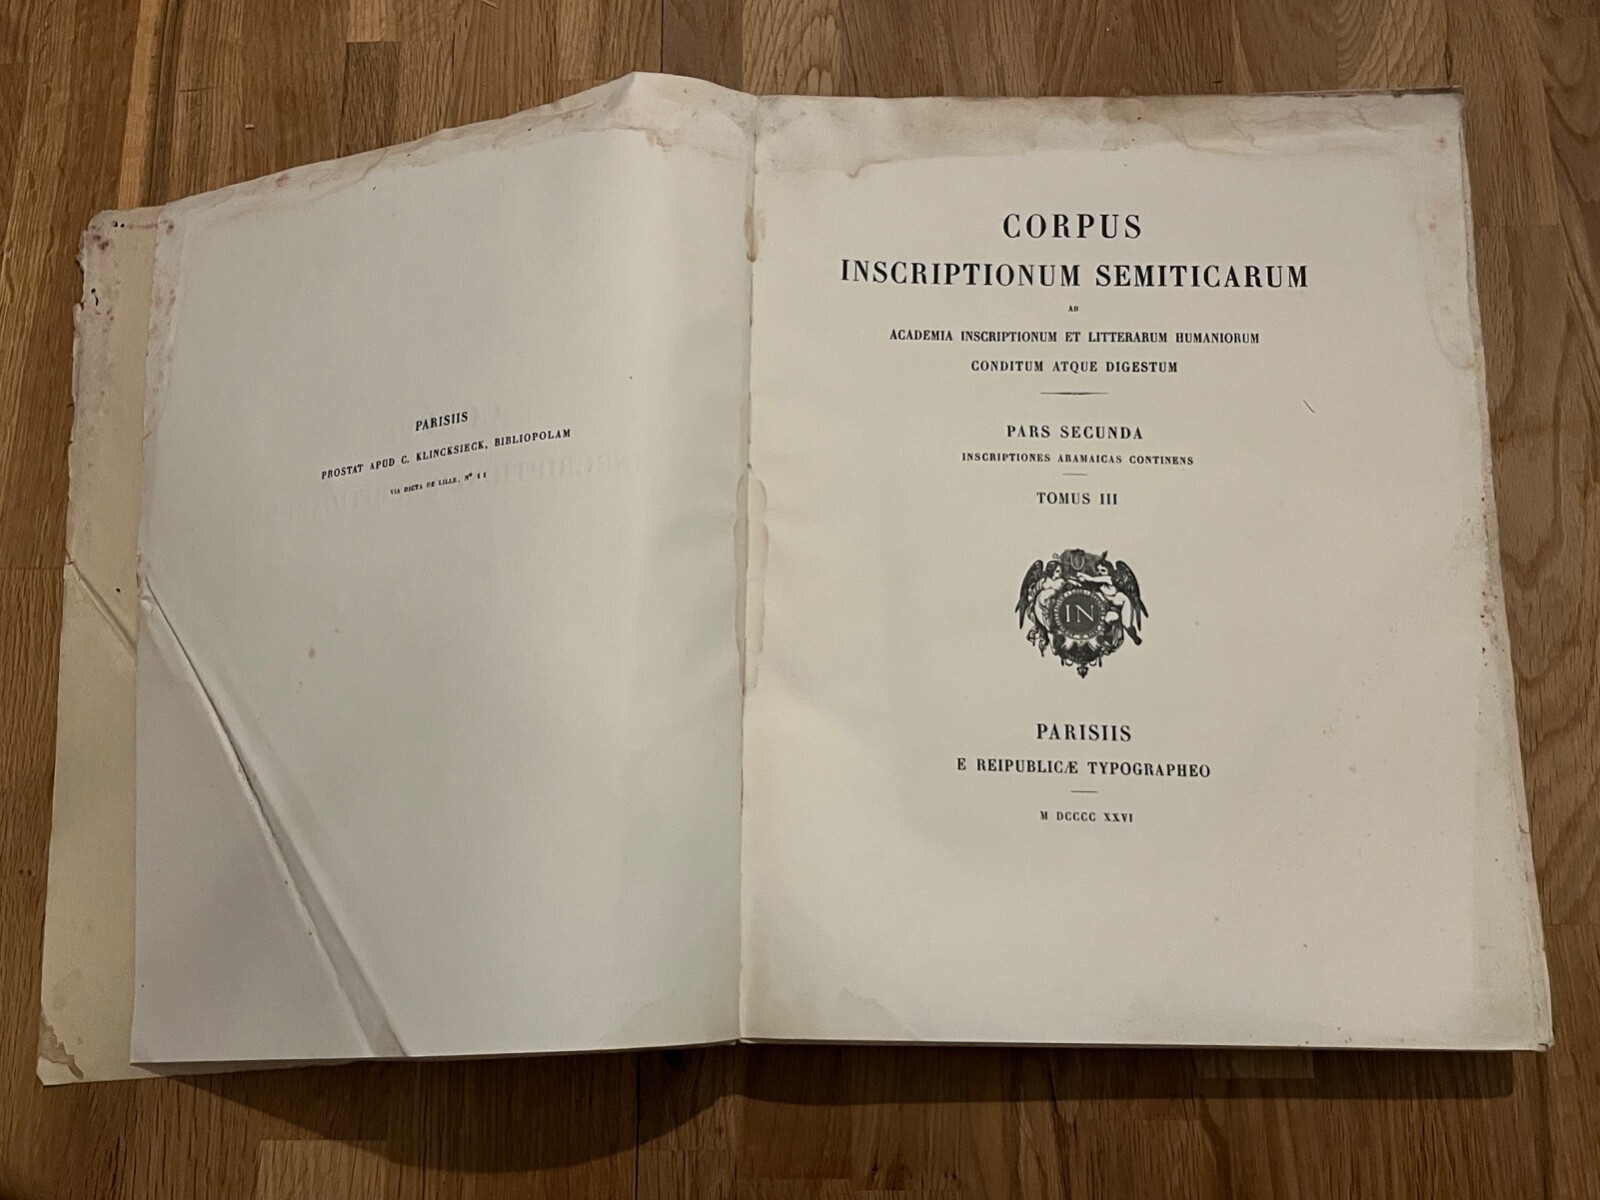 PARISIIS
PROSTAT APUD C. KLINCKSIECK, BIBLIOPOLAM
VIA DICTA DE LILLE, Nº 11
CORPUS
INSCRIPTIONUM SEMITICARUM
AB
ACADEMIA INSCRIPTIONUM ET LITTERARUM HUMANIORUM
CONDITUM ATQUE DIGESTUM
PARS SECUNDA
INSCRIPTIONES ARAMAICAS CONTINENS
TOMUS III
IN
PARISIIS
E REIPUBLICÆ TYPOGRAPHEO
M DCCCC XXVI